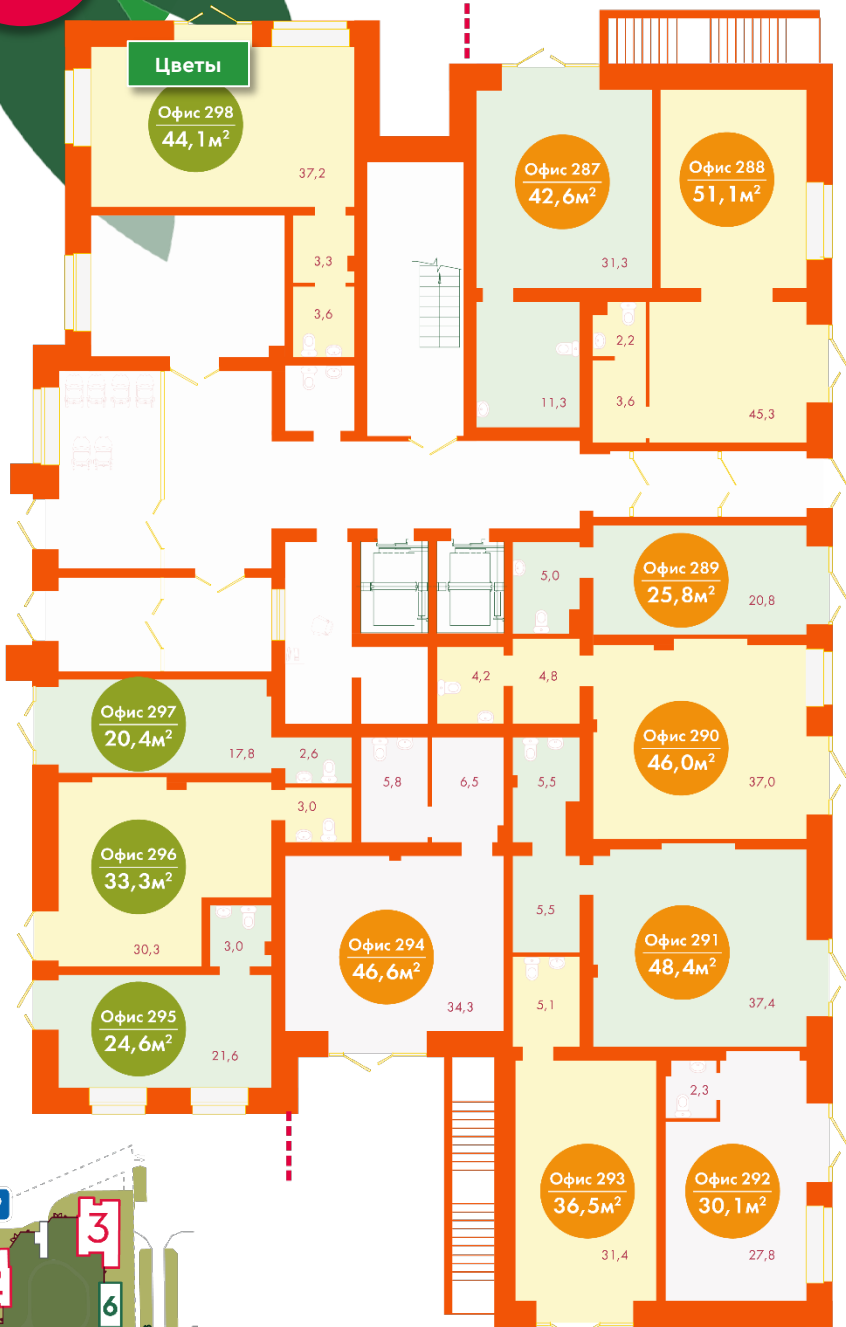 Цветы
Офис 298
44,1м²
37,2
3,3
3,6
Офис 287
42,6м²
31,3
11,3
Офис 288
51,1м²
2,2
3,6
45,3
5,0
Офис 289
25,8м²
20,8
4,2
4,8
Офис 290
46,0м²
37,0
Офис 297
20,4м²
17,8
2,6
5,8
6,5
5,5
3,0
Офис 296
33,3м²
30,3
3,0
5,5
Офис 291
48,4м²
37,4
Офис 294
46,6м²
34,3
Офис 295
24,6м²
21,6
5,1
2,3
Офис 293
36,5м²
31,4
Офис 292
30,1м²
27,8
3
6